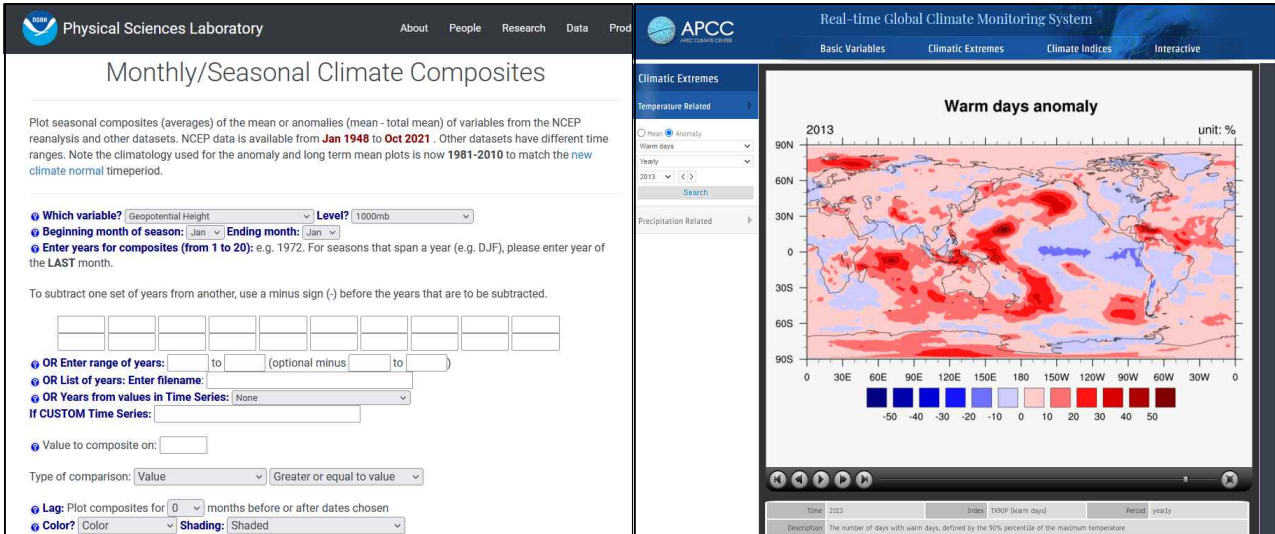 NOAA
Physical Sciences Laboratory
About People Research Data Prod
Monthly/Seasonal Climate Composites
Plot seasonal composites (averages) of the mean or anomalies (mean - total mean) of variables from the NCEP
reanalysis and other datasets. NCEP data is available from Jan 1948 to Oct 2021 . Other datasets have different time
ranges. Note the climatology used for the anomaly and long term mean plots is now 1981-2010 to match the new
climate normal timeperiod.
Which variable? Geopotential Height Level? 1000mb
Beginning month of season: Jan Ending month: Jan
Enter years for composites (from 1 to 20): e.g. 1972. For seasons that span a year (e.g. DJF), please enter year of
the LAST month.
To subtract one set of years from another, use a minus sign (-) before the years that are to be subtracted.
OR Enter range of years: to (optional minus to )
OR List of years: Enter filename:
OR Years from values in Time Series: None
If CUSTOM Time Series:
Value to composite on:
Type of comparison: Value Greater or equal to value
Lag: Plot composites for 0 months before or after dates chosen
Color? Color Shading: Shaded
APCC
APEC CLIMATE CENTER
Real-time Global Climate Monitoring System
Basic Variables Climatic Extremes Climate Indices Interactive
Climatic Extremes
Temperature Related
Mean Anomaly
Warm days
Yearly
2013 < >
Search
Precipitation Related
Warm days anomaly
2013 unit: %
90N
60N
30N
0
30S
60S
90S
0 30E 60E 90E 120E 150E 180 150W 120W 90W 60W 30W 0
-50 -40 -30 -20 -10 0 10 20 30 40 50
Time 2013 Index TX90P (Warm days) Period yearly
Description The number of days with warm days, defined by the 90% percentile of the maximum temperature